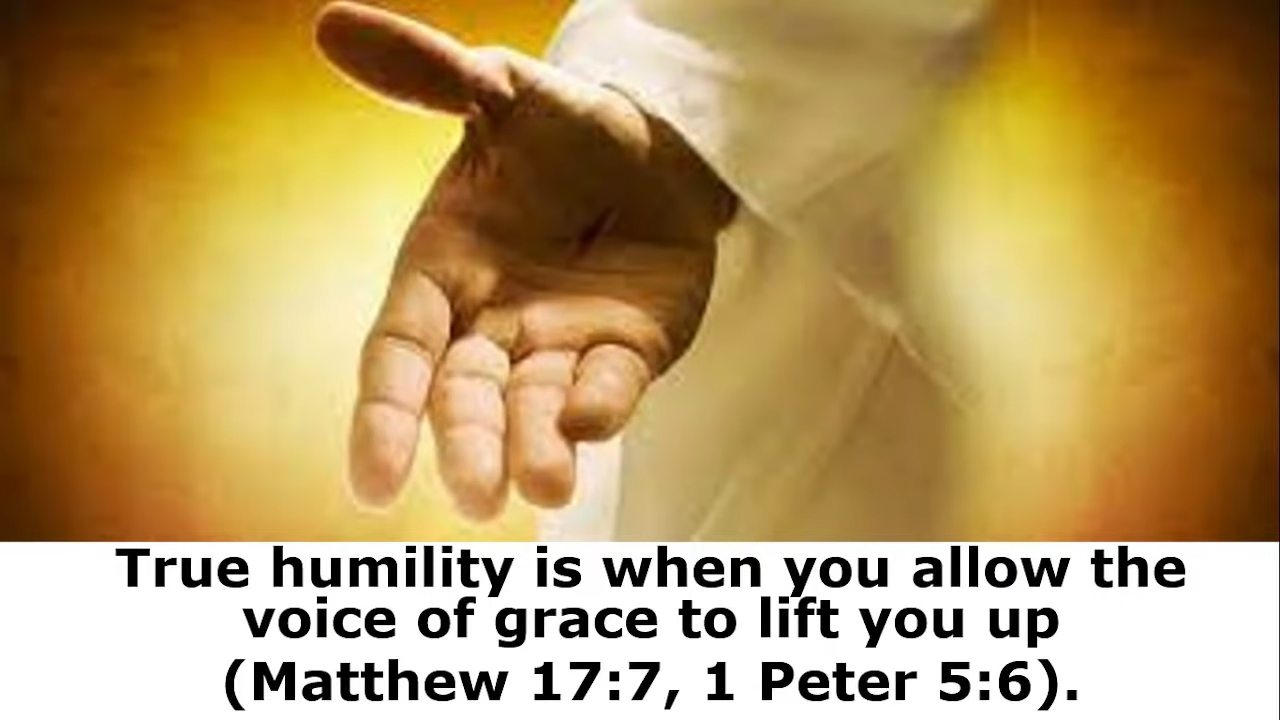 True humility is when you allow the
voice of grace to lift you up
(Matthew 17:7, 1 Peter 5:6).